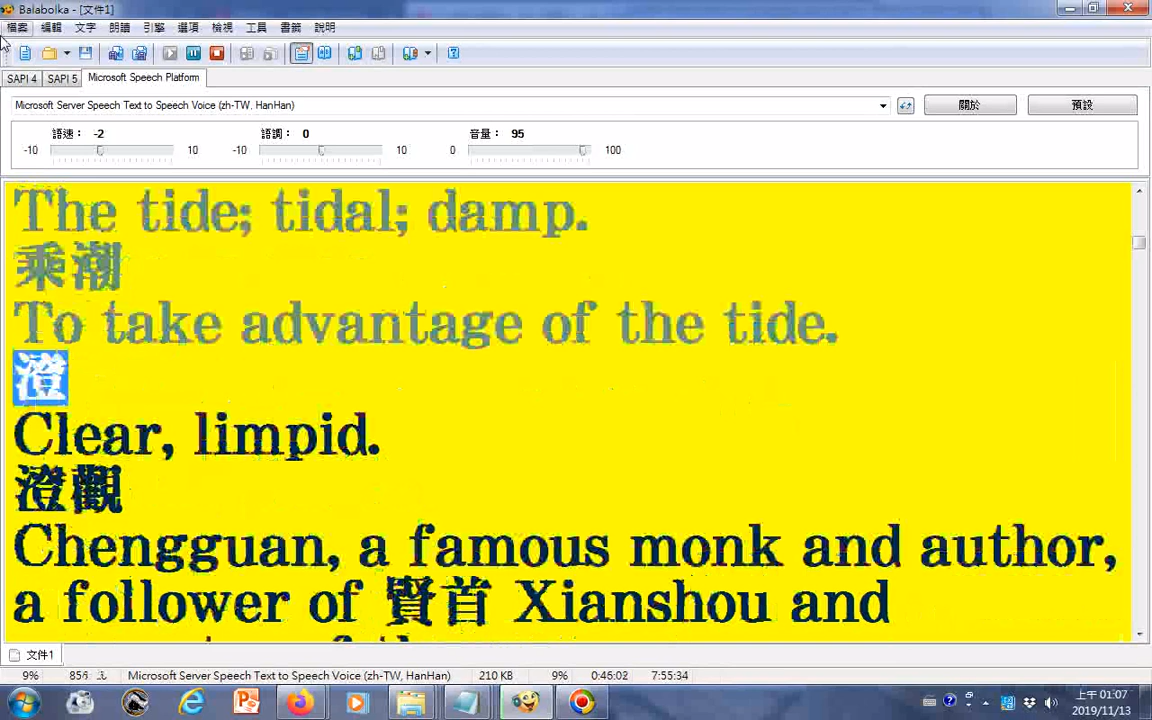 Balabolka - [文件1]
檔案 編輯 文字 朗讀 引擎 選項 檢視 工具 書籤 說明
SAPI 4 SAPI 5 Microsoft Speech Platform
Microsoft Server Speech Text to Speech Voice (zh-TW, HanHan) 關於 預設
語速： -2 語調： 0 音量： 95
-10 10 -10 10 0 100
The tide; tidal; damp.
乘潮
To take advantage of the tide.
澄
Clear, limpid.
澄觀
Chengguan, a famous monk and author,
a follower of 賢首 Xianshou and
文件1
9% Microsoft Server Speech Text to Speech Voice (zh-TW, HanHan) 210 KB 9% 0:46:02 7:55:34
上午 01:07
2019/11/13